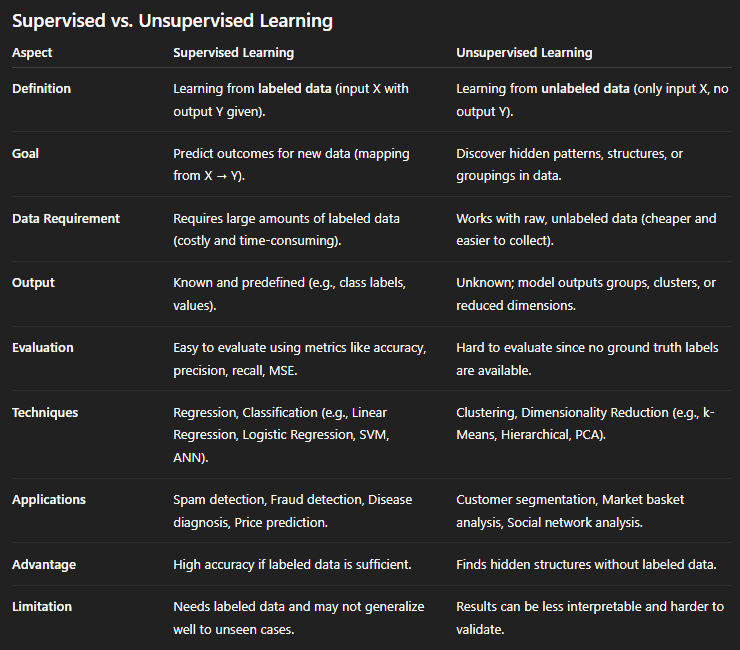 Supervised vs. Unsupervised Learning
Aspect Supervised Learning Unsupervised Learning
Definition Learning from labeled data (input X with Learning from unlabeled data (only input X, no
output Y given). output Y).
Goal Predict outcomes for new data (mapping Discover hidden patterns, structures, or
from X → Y). groupings in data.
Data Requirement Requires large amounts of labeled data Works with raw, unlabeled data (cheaper and
(costly and time-consuming). easier to collect).
Output Known and predefined (e.g., class labels, Unknown; model outputs groups, clusters, or
values). reduced dimensions.
Evaluation Easy to evaluate using metrics like accuracy, Hard to evaluate since no ground truth labels
precision, recall, MSE. are available.
Techniques Regression, Classification (e.g., Linear Clustering, Dimensionality Reduction (e.g., k-
Regression, Logistic Regression, SVM, Means, Hierarchical, PCA).
ANN).
Applications Spam detection, Fraud detection, Disease Customer segmentation, Market basket
diagnosis, Price prediction. analysis, Social network analysis.
Advantage High accuracy if labeled data is sufficient. Finds hidden structures without labeled data.
Limitation Needs labeled data and may not generalize Results can be less interpretable and harder to
well to unseen cases. validate.